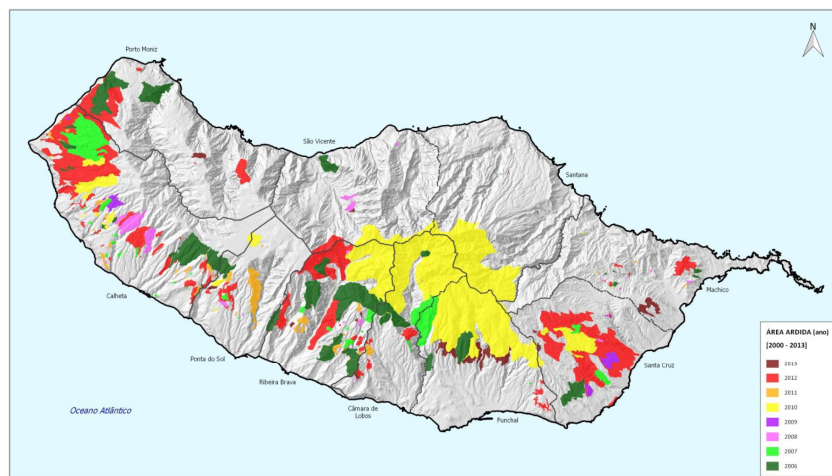 N
Porto Moniz
São Vicente
Santana
Calheta
Machico
Ponta do Sol
Santa Cruz
Ribeira Brava
Câmara de
Lobos
Funchal
Oceano Atlântico
ÁREA ARDIDA (ano)
[2000 - 2013]
2013
2012
2011
2010
2009
2008
2007
2006